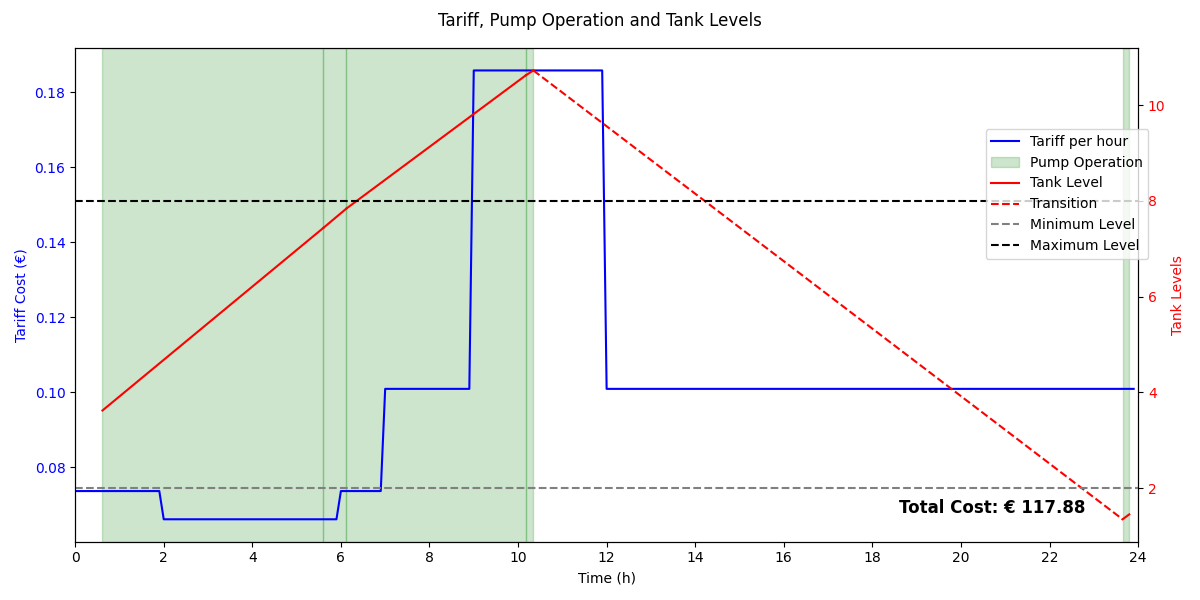 Tariff, Pump Operation and Tank Levels
Tariff Cost (€)
0.18
0.16
0.14
0.12
0.10
0.08
10
8
6
4
2
Tank Levels
Tariff per hour
Pump Operation
Tank Level
Transition
Minimum Level
Maximum Level
Total Cost: € 117.88
0 2 4 6 8 10 12 14 16 18 20 22 24
Time (h)